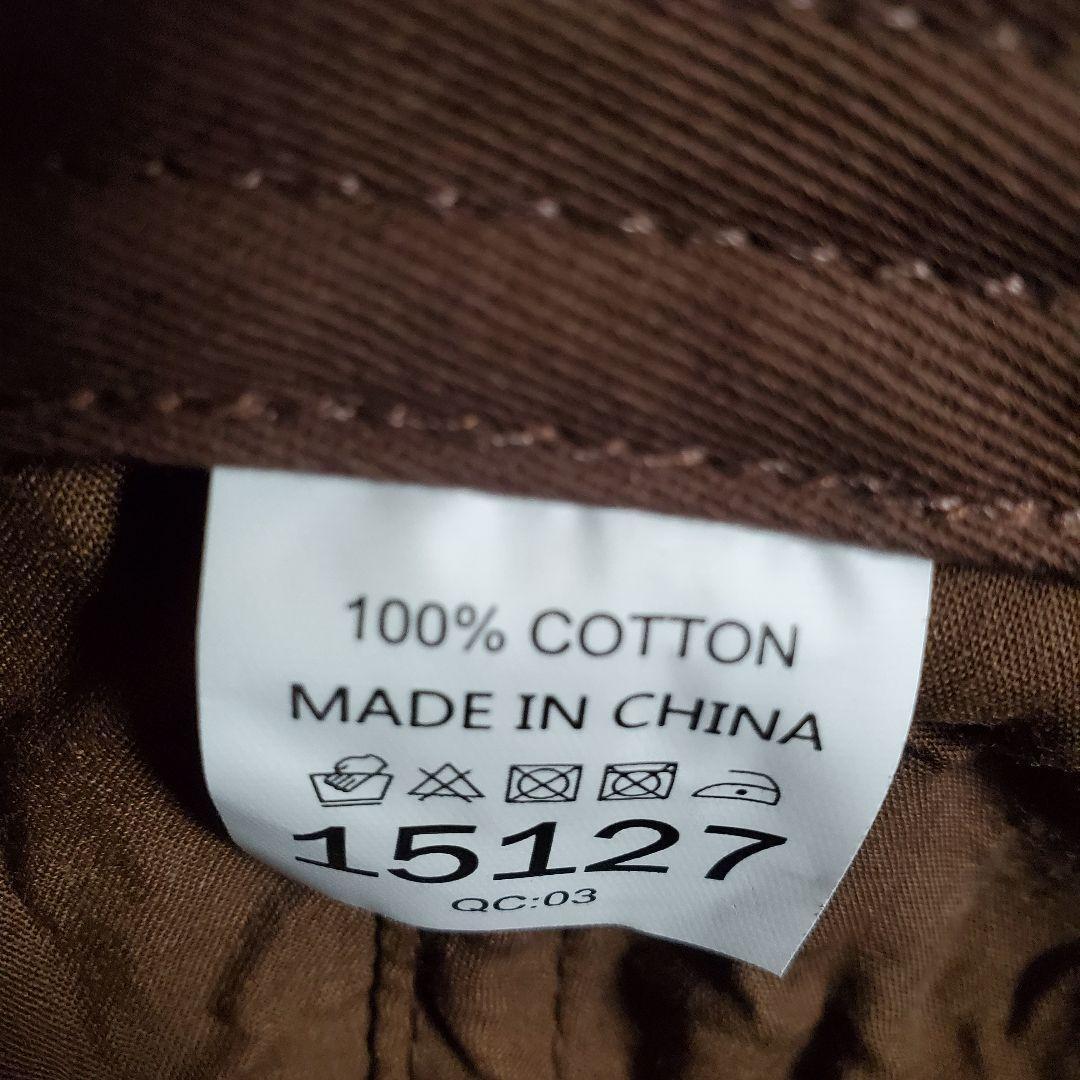 100% COTTON
MADE IN CHINA
15127
QC:03